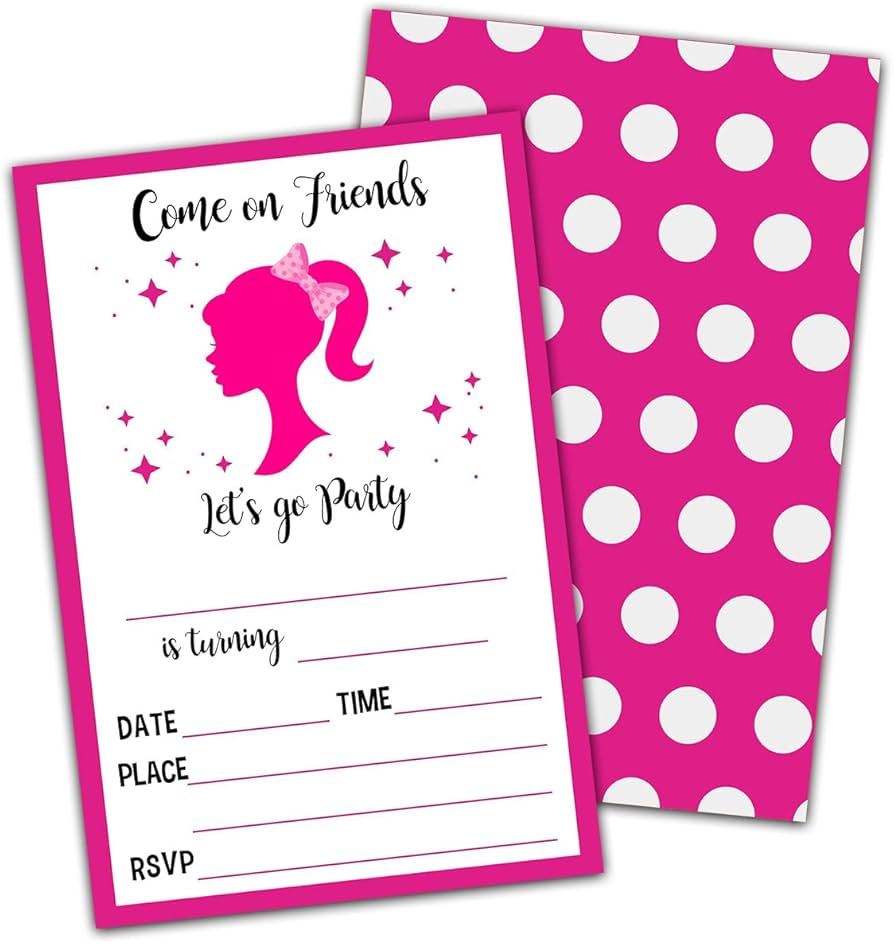 Come on Friends
Let's go Party
is turning
DATE TIME
PLACE
RSVP